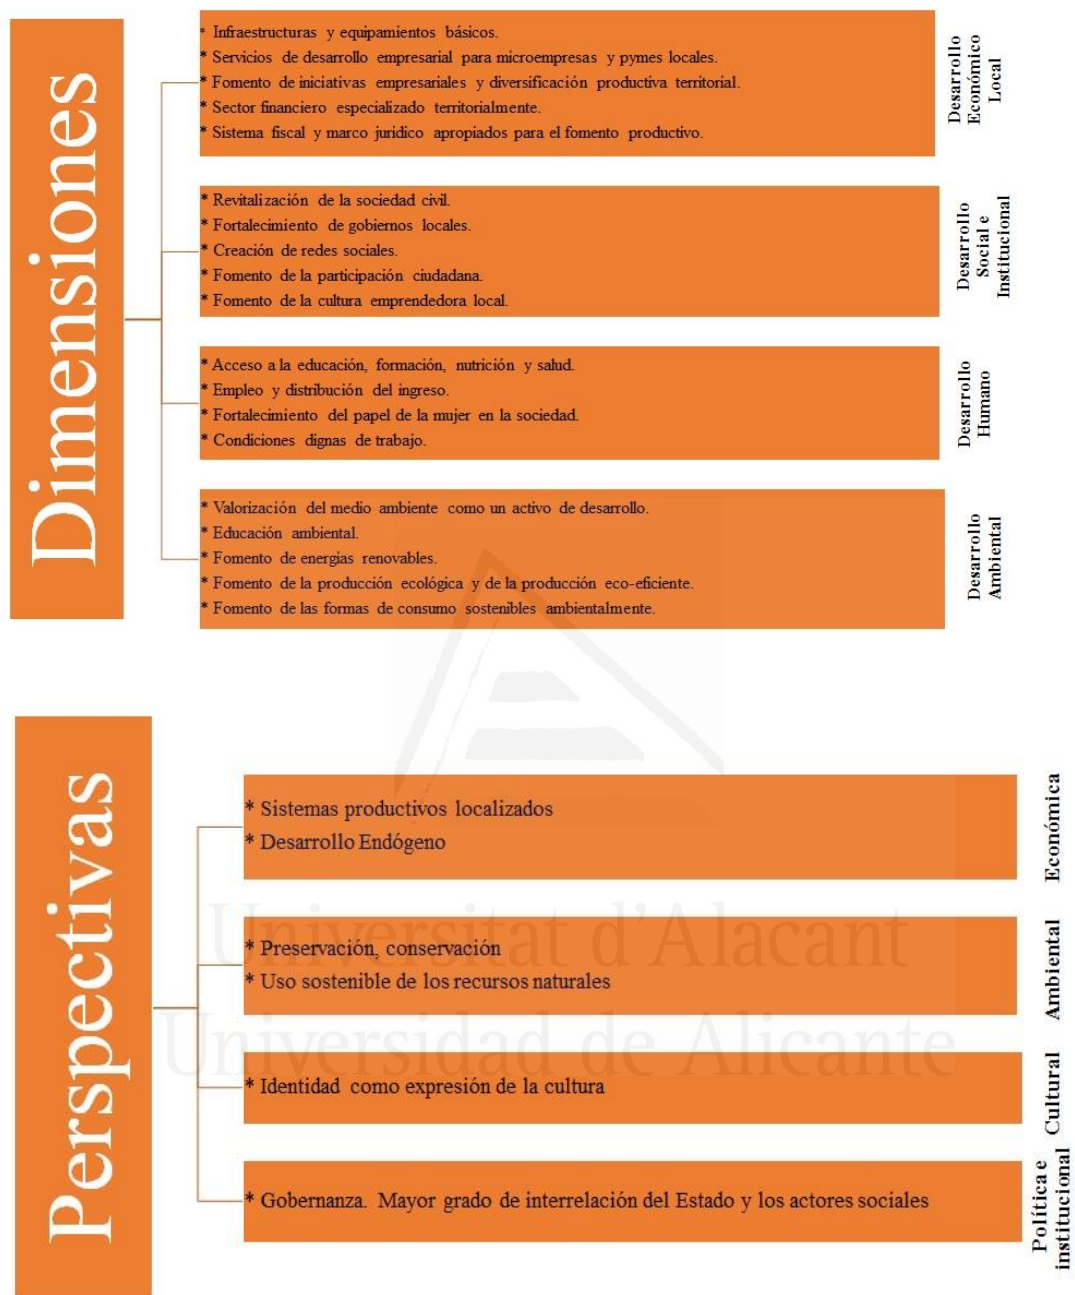 Dimensiones
* Infraestructuras y equipamientos básicos.
* Servicios de desarrollo empresarial para microempresas y pymes locales.
* Fomento de iniciativas empresariales y diversificación productiva territorial.
* Sector financiero especializado territorialmente.
* Sistema fiscal y marco jurídico apropiados para el fomento productivo.
Desarrollo
Económico
Local
* Revitalización de la sociedad civil.
* Fortalecimiento de gobiernos locales.
* Creación de redes sociales.
* Fomento de la participación ciudadana.
* Fomento de la cultura emprendedora local.
Desarrollo
Social e
Institucional
* Acceso a la educación, formación, nutrición y salud.
* Empleo y distribución del ingreso.
* Fortalecimiento del papel de la mujer en la sociedad.
* Condiciones dignas de trabajo.
Desarrollo
Humano
* Valorización del medio ambiente como un activo de desarrollo.
* Educación ambiental.
* Fomento de energías renovables.
* Fomento de la producción ecológica y de la producción eco-eficiente.
* Fomento de las formas de consumo sostenibles ambientalmente.
Desarrollo
Ambiental
Perspectivas
* Sistemas productivos localizados
* Desarrollo Endógeno
Económica
* Preservación, conservación
* Uso sostenible de los recursos naturales
Ambiental
* Identidad como expresión de la cultura
Cultural
* Gobernanza. Mayor grado de interrelación del Estado y los actores sociales
Política e
institucional
Universitat d'Alacant
Universidad de Alicante